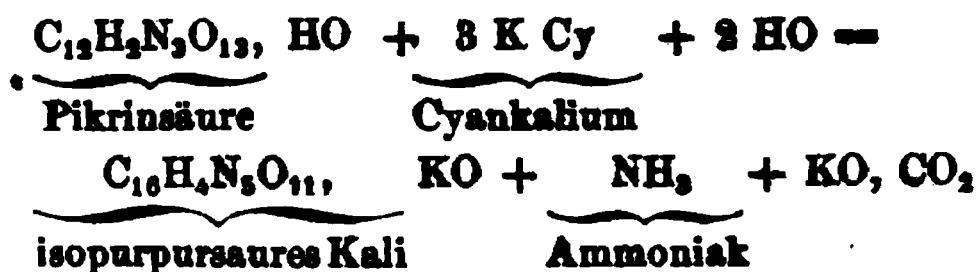 C₁₂H₂N₃O₁₃, HO + 3 K Cy + 2 HO =
Pikrinsäure Cyankalium
C₁₆H₄N₅O₁₁, KO + NH₃ + KO, CO₂
isopurpursaures Kali Ammoniak